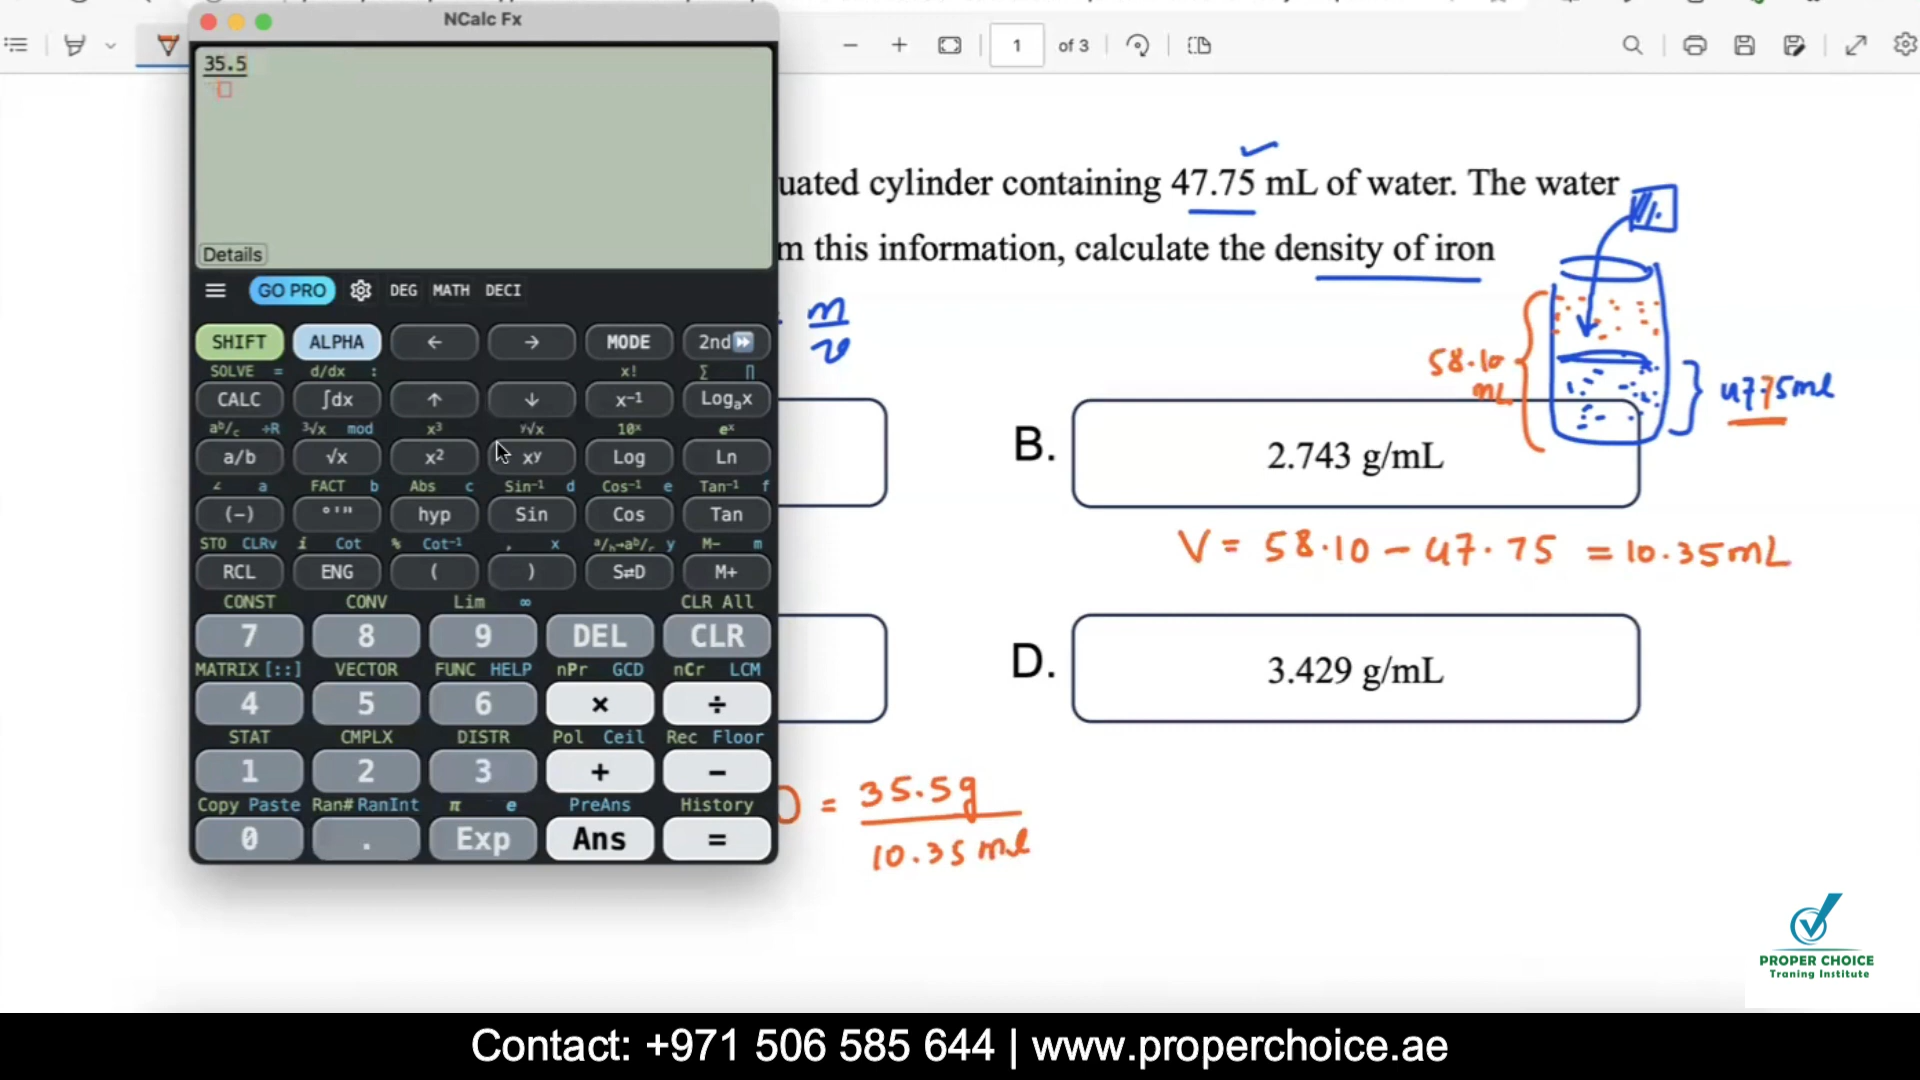 NCalc Fx
1 of 3
35.5
Details
GO PRO DEG MATH DECI
SHIFT ALPHA ← → MODE 2nd
SOLVE = d/dx : x! ∑ ∏
CALC ∫dx ↑ ↓ x⁻¹ Logₐx
aᵇ/c ÷R ³√x mod x³ ʸ√x 10ˣ eˣ
a/b √x x² xʸ Log Ln
∠ a FACT b Abs c Sin⁻¹ d Cos⁻¹ e Tan⁻¹ f
(−) °'" hyp Sin Cos Tan
STO CLRv i Cot % Cot⁻¹ , x y M− m
RCL ENG ( ) S⇄D M+
CONST CONV Lim ∞ CLR All
7 8 9 DEL CLR
MATRIX [::] VECTOR FUNC HELP nPr GCD nCr LCM
4 5 6 × ÷
STAT CMPLX DISTR Pol Ceil Rec Floor
1 2 3 + −
Copy Paste Ran# RanInt π e PreAns History
0 . Exp Ans =
uated cylinder containing 47.75 mL of water. The water
m this information, calculate the density of iron
m
v
58.10
mL
47.75ml
B. 2.743 g/mL
V = 58.10 − 47.75 = 10.35mL
D. 3.429 g/mL
D = 35.5g
10.35 ml
PROPER CHOICE
Traning Institute
Contact: +971 506 585 644 | www.properchoice.ae